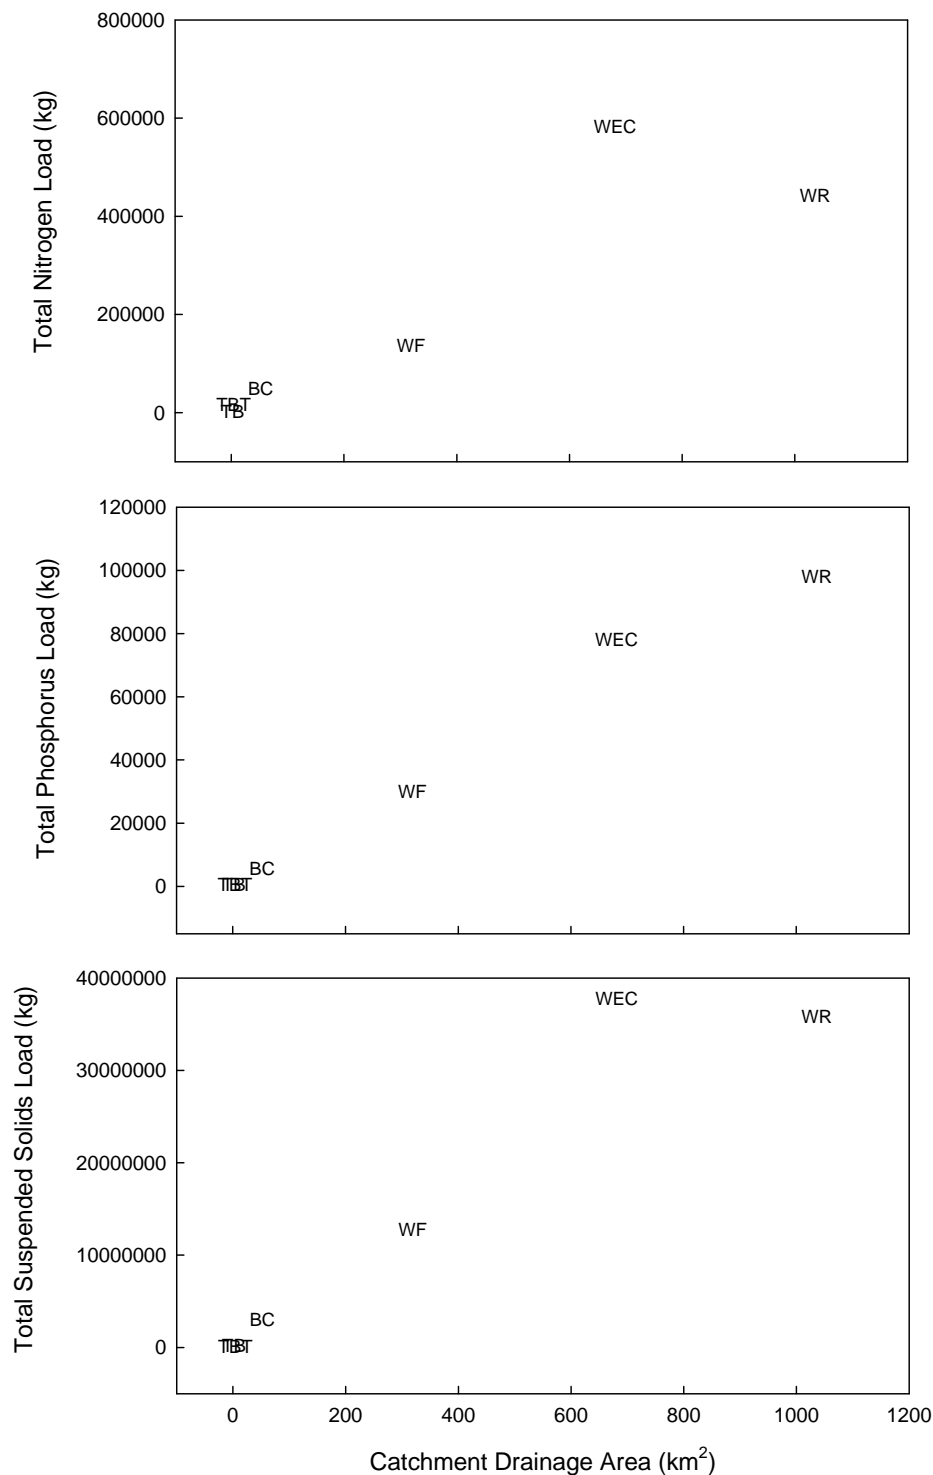 800000
600000
400000
200000
0
Total Nitrogen Load (kg)
WEC
WR
WF
BC
TBT
TB
120000
100000
80000
60000
40000
20000
0
Total Phosphorus Load (kg)
WR
WEC
WF
BC
40000000
30000000
20000000
10000000
0
Total Suspended Solids Load (kg)
WEC
WR
WF
BC
0 200 400 600 800 1000 1200
Catchment Drainage Area (km²)